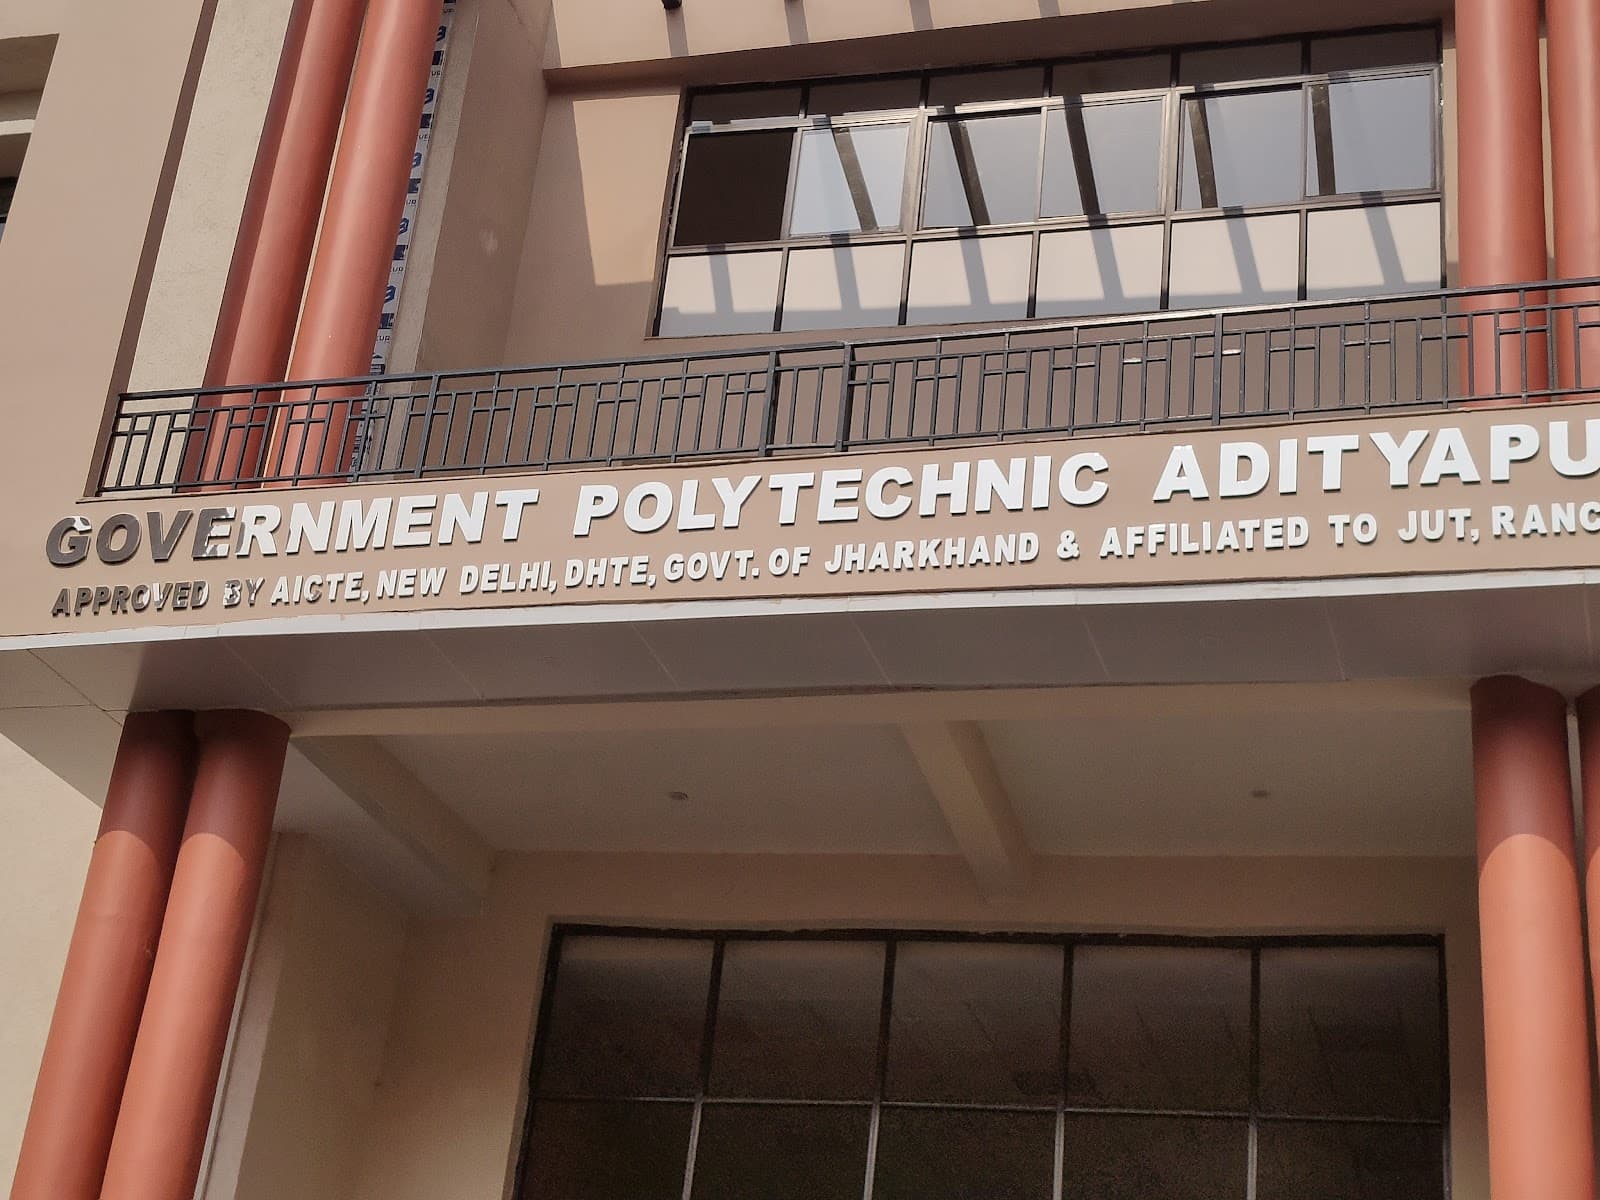 GOVERNMENT POLYTECHNIC ADITYAPU
APPROVED BY AICTE, NEW DELHI, DHTE, GOVT. OF JHARKHAND & AFFILIATED TO JUT, RANC